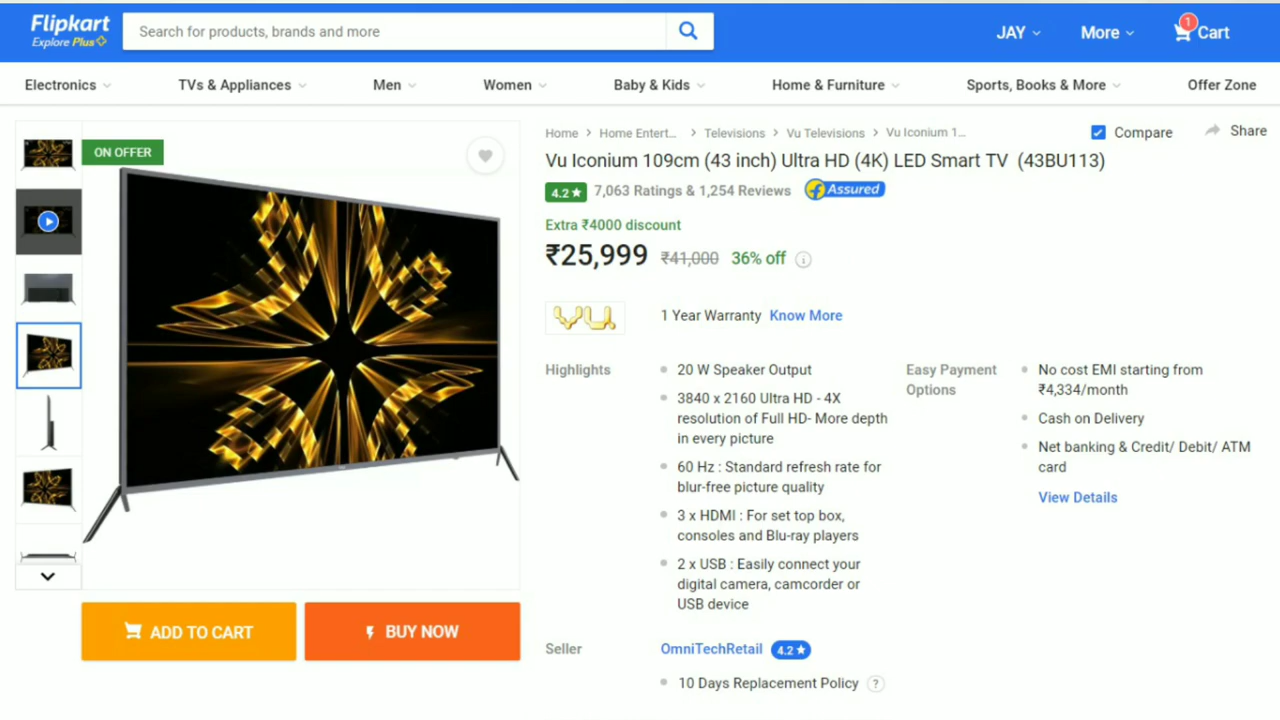 Flipkart
Explore Plus
Search for products, brands and more
JAY
More
1
Cart
Electronics
TVs & Appliances
Men
Women
Baby & Kids
Home & Furniture
Sports, Books & More
Offer Zone
ON OFFER
Home > Home Entert... > Televisions > Vu Televisions > Vu Iconium 1...
Compare
Share
Vu Iconium 109cm (43 inch) Ultra HD (4K) LED Smart TV (43BU113)
4.2★ 7,063 Ratings & 1,254 Reviews Assured
Extra ₹4000 discount
₹25,999 ₹41,000 36% off
VU
1 Year Warranty Know More
Highlights
20 W Speaker Output
3840 x 2160 Ultra HD - 4X
resolution of Full HD- More depth
in every picture
60 Hz : Standard refresh rate for
blur-free picture quality
3 x HDMI : For set top box,
consoles and Blu-ray players
2 x USB : Easily connect your
digital camera, camcorder or
USB device
Easy Payment
Options
No cost EMI starting from
₹4,334/month
Cash on Delivery
Net banking & Credit/ Debit/ ATM
card
View Details
ADD TO CART
BUY NOW
Seller
OmniTechRetail 4.2★
10 Days Replacement Policy ?